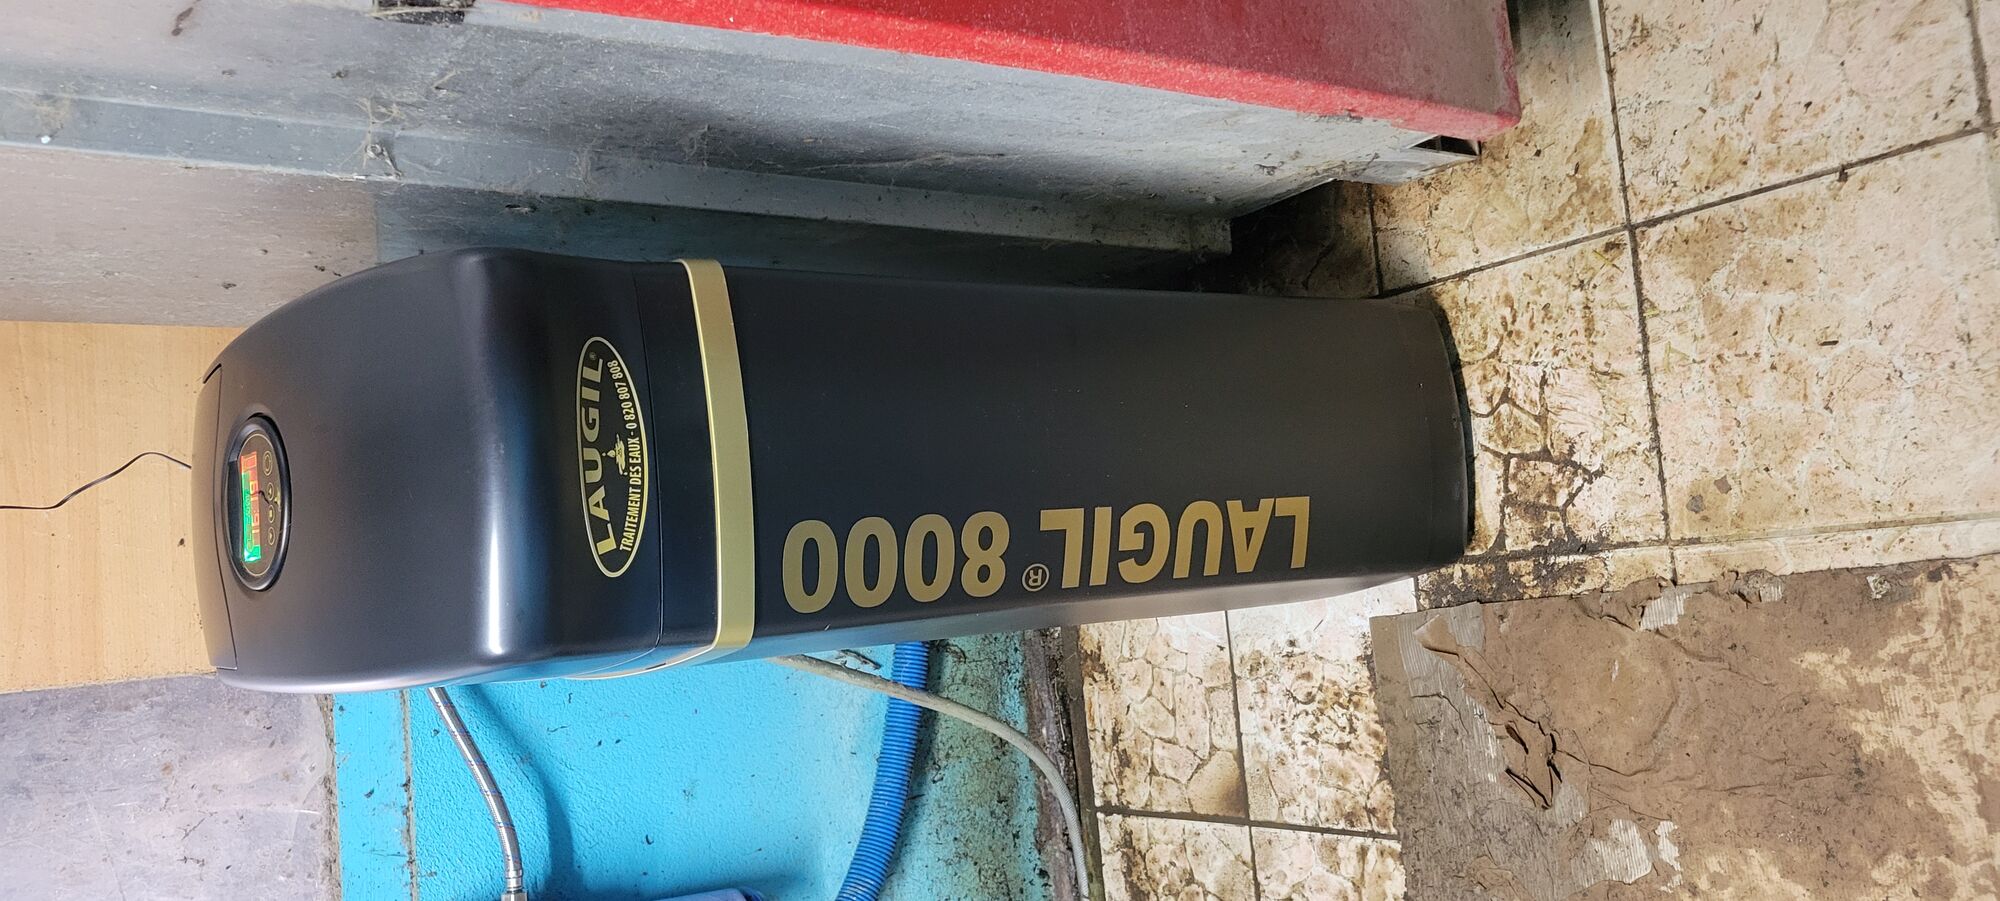 LAUGIL®
TRAITEMENT DES EAUX - 0 820 807 808
LAUGIL® 8000